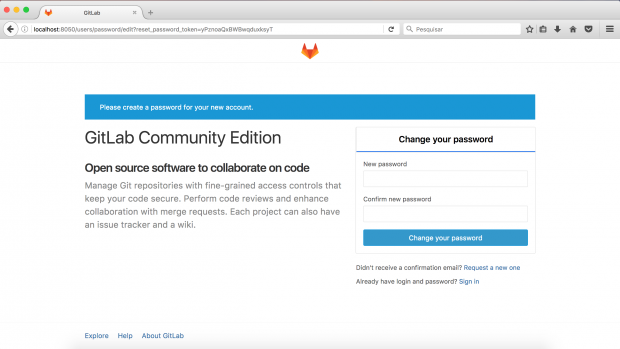 GitLab
localhost:8050/users/password/edit?reset_password_token=yPznoaQxBWBwqduxksyT
Pesquisar
Please create a password for your new account.
GitLab Community Edition
Open source software to collaborate on code
Manage Git repositories with fine-grained access controls that
keep your code secure. Perform code reviews and enhance
collaboration with merge requests. Each project can also have
an issue tracker and a wiki.
Change your password
New password
Confirm new password
Change your password
Didn't receive a confirmation email? Request a new one
Already have login and password? Sign in
Explore Help About GitLab